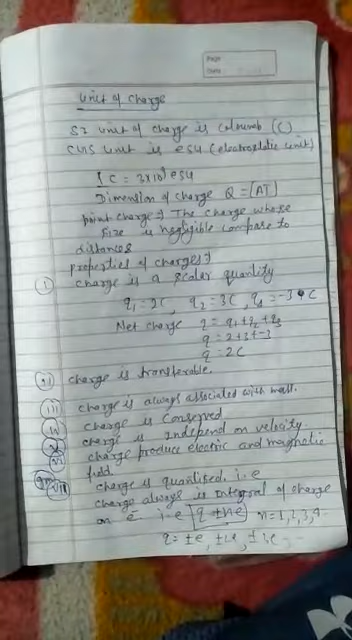 Page
Date
Unit of charge
SI unit of charge is Coloumb (C)
CGS unit is esu (electrostatic unit)
1 C = 3x10⁹ esu
Dimension of charge Q = [AT]
point charge ⇒ The charge whose
size is negligible compare to
distances
properties of charges ⇒
(i) charge is a scaler quantity
q₁ = 2C, q₂ = 3C, q₃ = -3C
Net charge q = q₁+q₂+q₃
q = 2+3+-3
q = 2C
(ii) charge is transferable.
(iii) charge is always associated with mass.
(iv) charge is conserved
(v) charge is independ on velocity.
(vi) charge produce electric and magnetic
field.
(vii) charge is quantised. i.e
charge always is integral of charge
on e⁻ i.e q = ±ne n=1,2,3,4..
q = ±e, ±2e, ±3e, ..